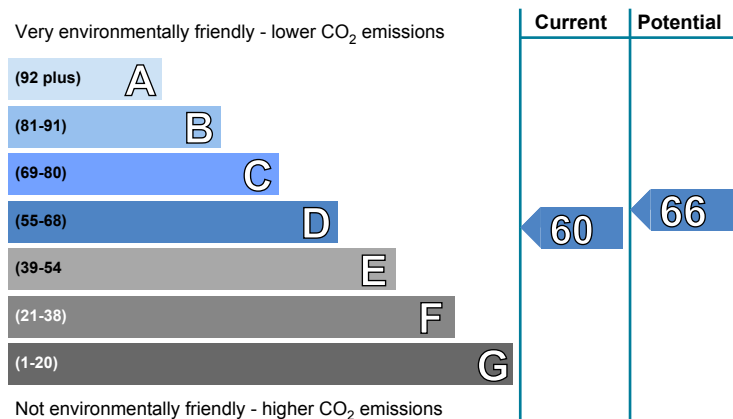 Current Potential
Very environmentally friendly - lower CO₂ emissions
(92 plus) A
(81-91) B
(69-80) C
(55-68) D
60 66
(39-54 E
(21-38) F
(1-20) G
Not environmentally friendly - higher CO₂ emissions